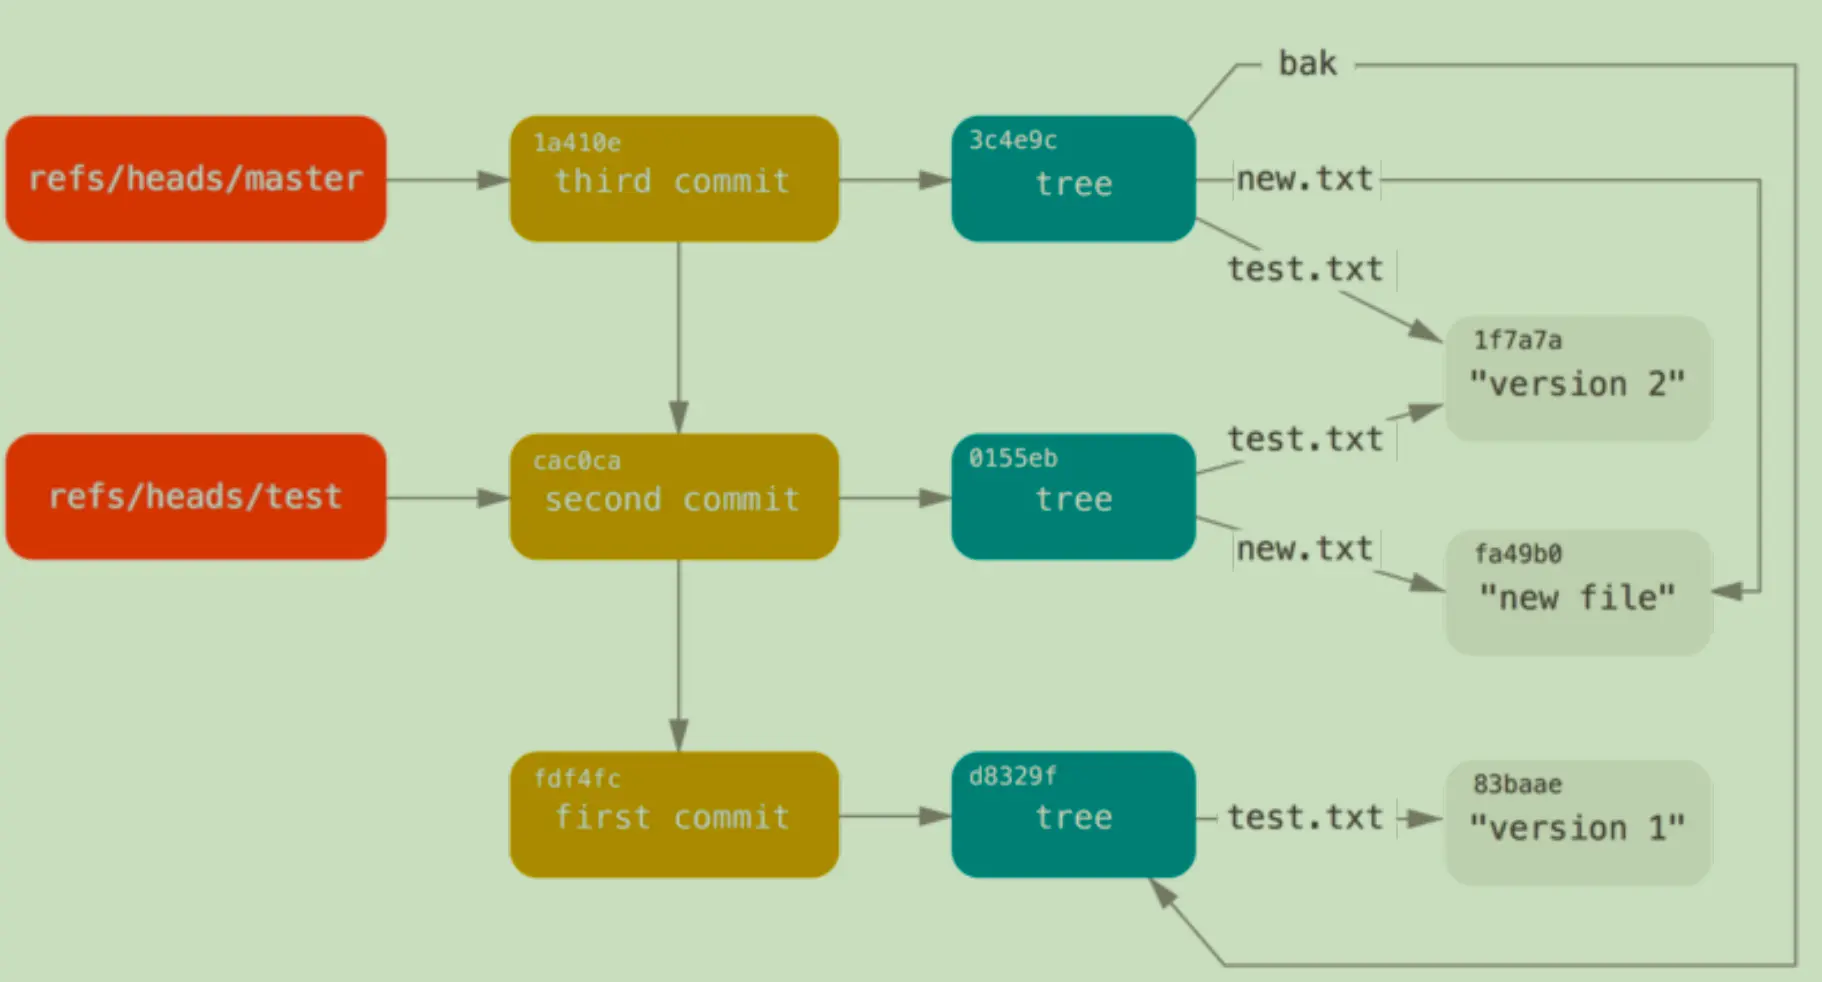 bak
refs/heads/master
1a410e
third commit
3c4e9c
tree
new.txt
test.txt
1f7a7a
"version 2"
refs/heads/test
cac0ca
second commit
0155eb
tree
test.txt
new.txt
fa49b0
"new file"
fdf4fc
first commit
d8329f
tree
test.txt
83baae
"version 1"